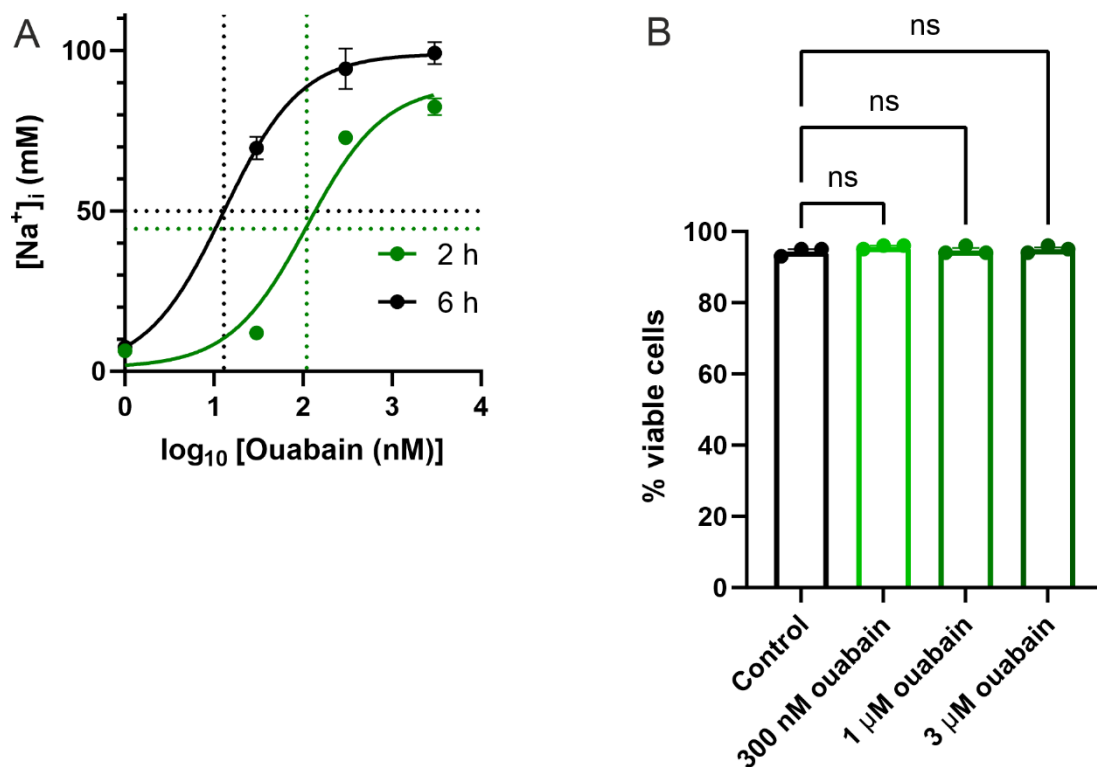 A
[Na⁺]ᵢ (mM)
100
50
0
2 h
6 h
0 1 2 3 4
log₁₀ [Ouabain (nM)]
B
ns
ns
ns
% viable cells
100
80
60
40
20
0
Control
300 nM ouabain
1 µM ouabain
3 µM ouabain